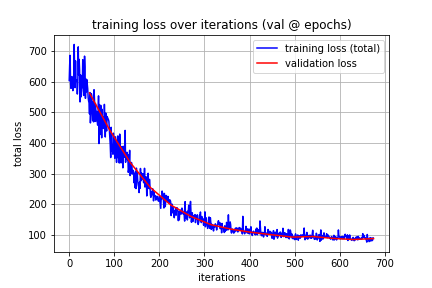 training loss over iterations (val @ epochs)
training loss (total)
validation loss
total loss
700
600
500
400
300
200
100
0 100 200 300 400 500 600 700
iterations